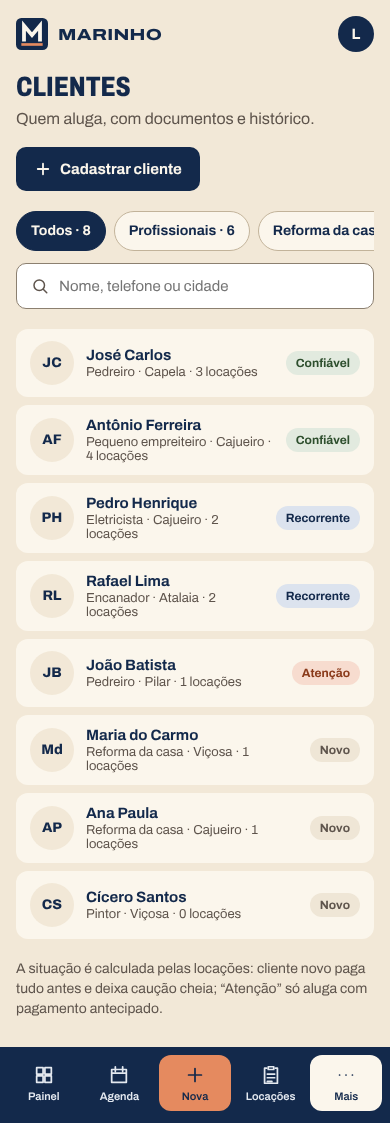 MARINHO
L
CLIENTES
Quem aluga, com documentos e histórico.
Cadastrar cliente
Todos · 8
Profissionais · 6
Reforma da cas
Nome, telefone ou cidade
JC
José Carlos
Pedreiro · Capela · 3 locações
Confiável
AF
Antônio Ferreira
Pequeno empreiteiro · Cajueiro ·
4 locações
Confiável
PH
Pedro Henrique
Eletricista · Cajueiro · 2
locações
Recorrente
RL
Rafael Lima
Encanador · Atalaia · 2
locações
Recorrente
JB
João Batista
Pedreiro · Pilar · 1 locações
Atenção
Md
Maria do Carmo
Reforma da casa · Viçosa · 1
locações
Novo
AP
Ana Paula
Reforma da casa · Cajueiro · 1
locações
Novo
CS
Cícero Santos
Pintor · Viçosa · 0 locações
Novo
A situação é calculada pelas locações: cliente novo paga
tudo antes e deixa caução cheia; “Atenção” só aluga com
pagamento antecipado.
Painel
Agenda
Nova
Locações
Mais